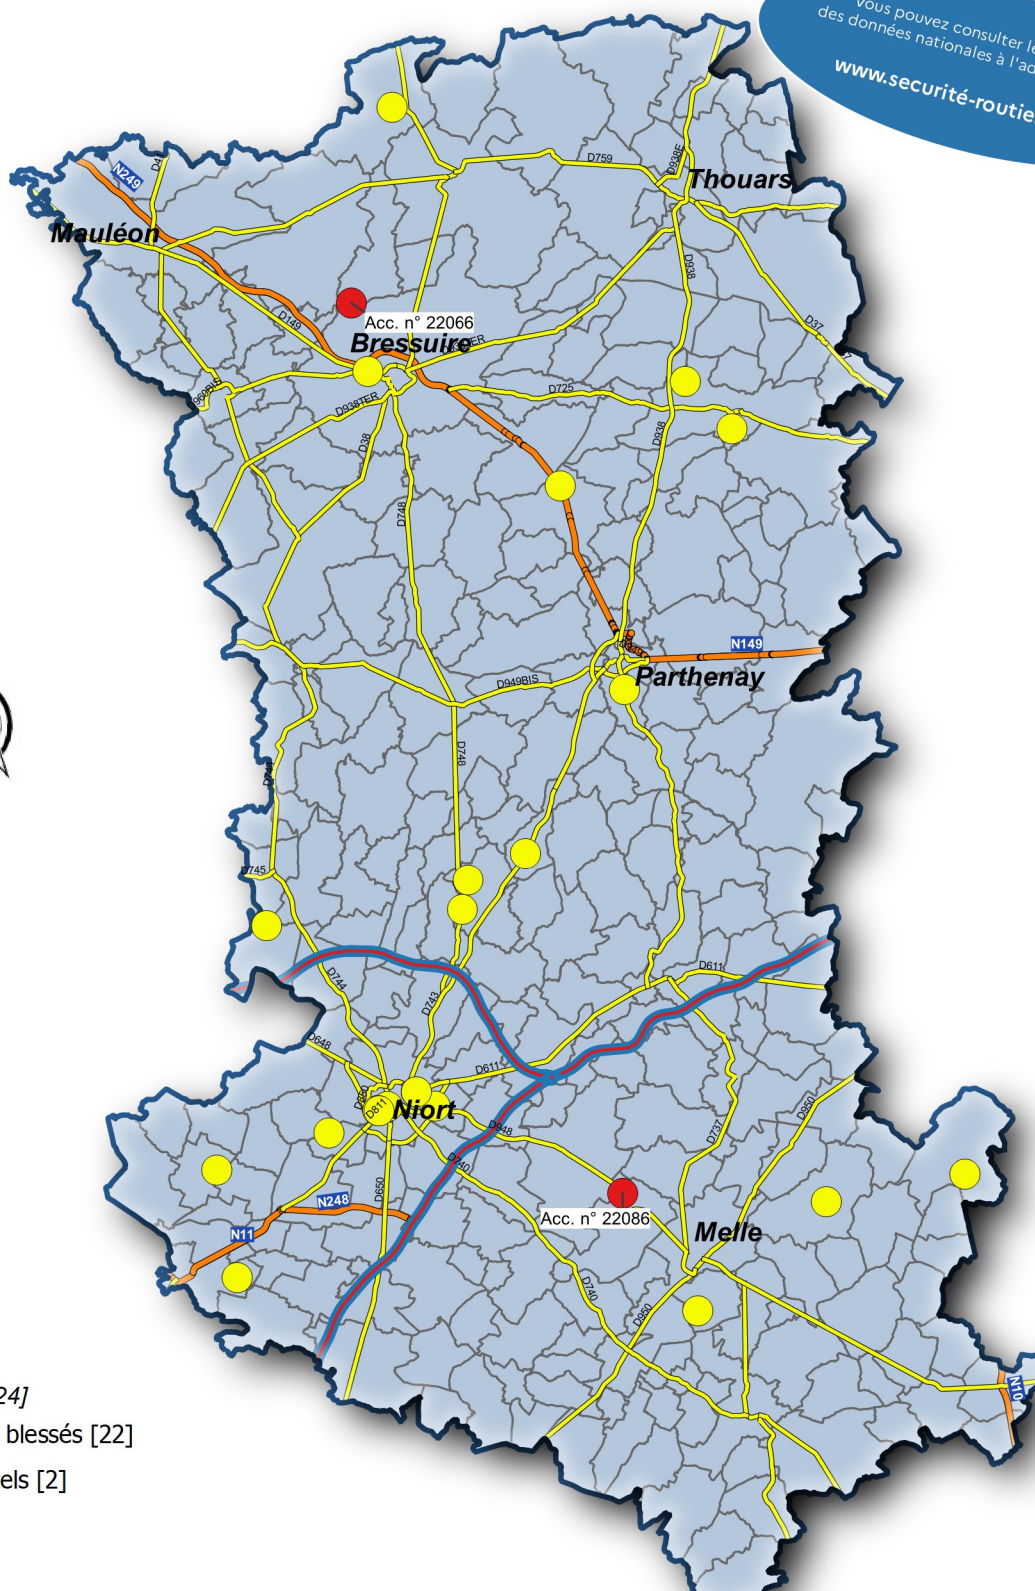 Vous pouvez consulter le
des données nationales à l'ad
www.securité-routie
D759
D938E
Thouars
N249
D41
Mauléon
D938
D149
Acc. n° 22066
Bressuire
D37
D960BIS
D938TER
D725
D38
D938
D748
N149
D949BIS
Parthenay
D748
D744
D745
D611
D744
D743
D648
D611
D811
Niort
D948
D950
D737
D740
D650
N248
Acc. n° 22086
N11
Melle
D740
D950
N10
24]
blessés [22]
els [2]